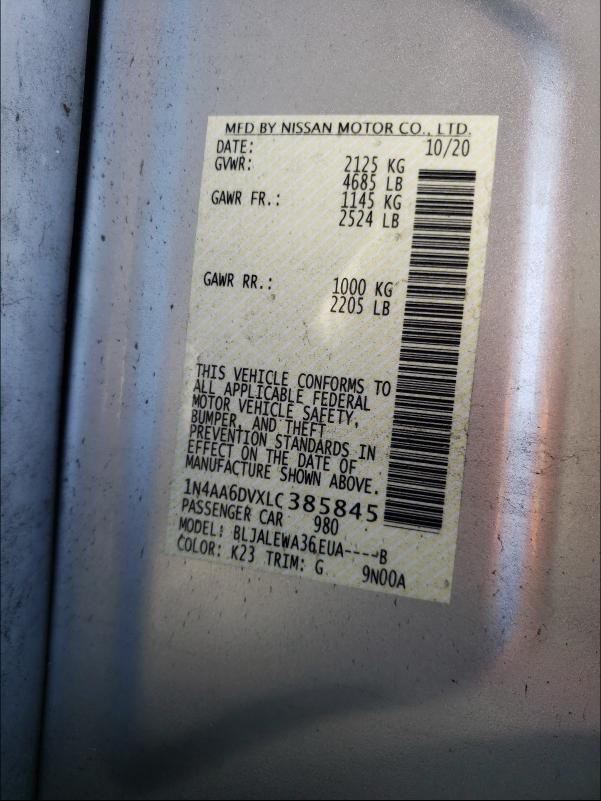 MFD BY NISSAN MOTOR CO., LTD.
DATE: 10/20
GVWR: 2125 KG
4685 LB
GAWR FR.: 1145 KG
2524 LB
GAWR RR.: 1000 KG
2205 LB
THIS VEHICLE CONFORMS TO
ALL APPLICABLE FEDERAL
MOTOR VEHICLE SAFETY,
BUMPER, AND THEFT
PREVENTION STANDARDS IN
EFFECT ON THE DATE OF
MANUFACTURE SHOWN ABOVE.
1N4AA6DVXLC385845
PASSENGER CAR 980
MODEL: BLJALEWA36EUA----B
COLOR: K23 TRIM: G 9N00A